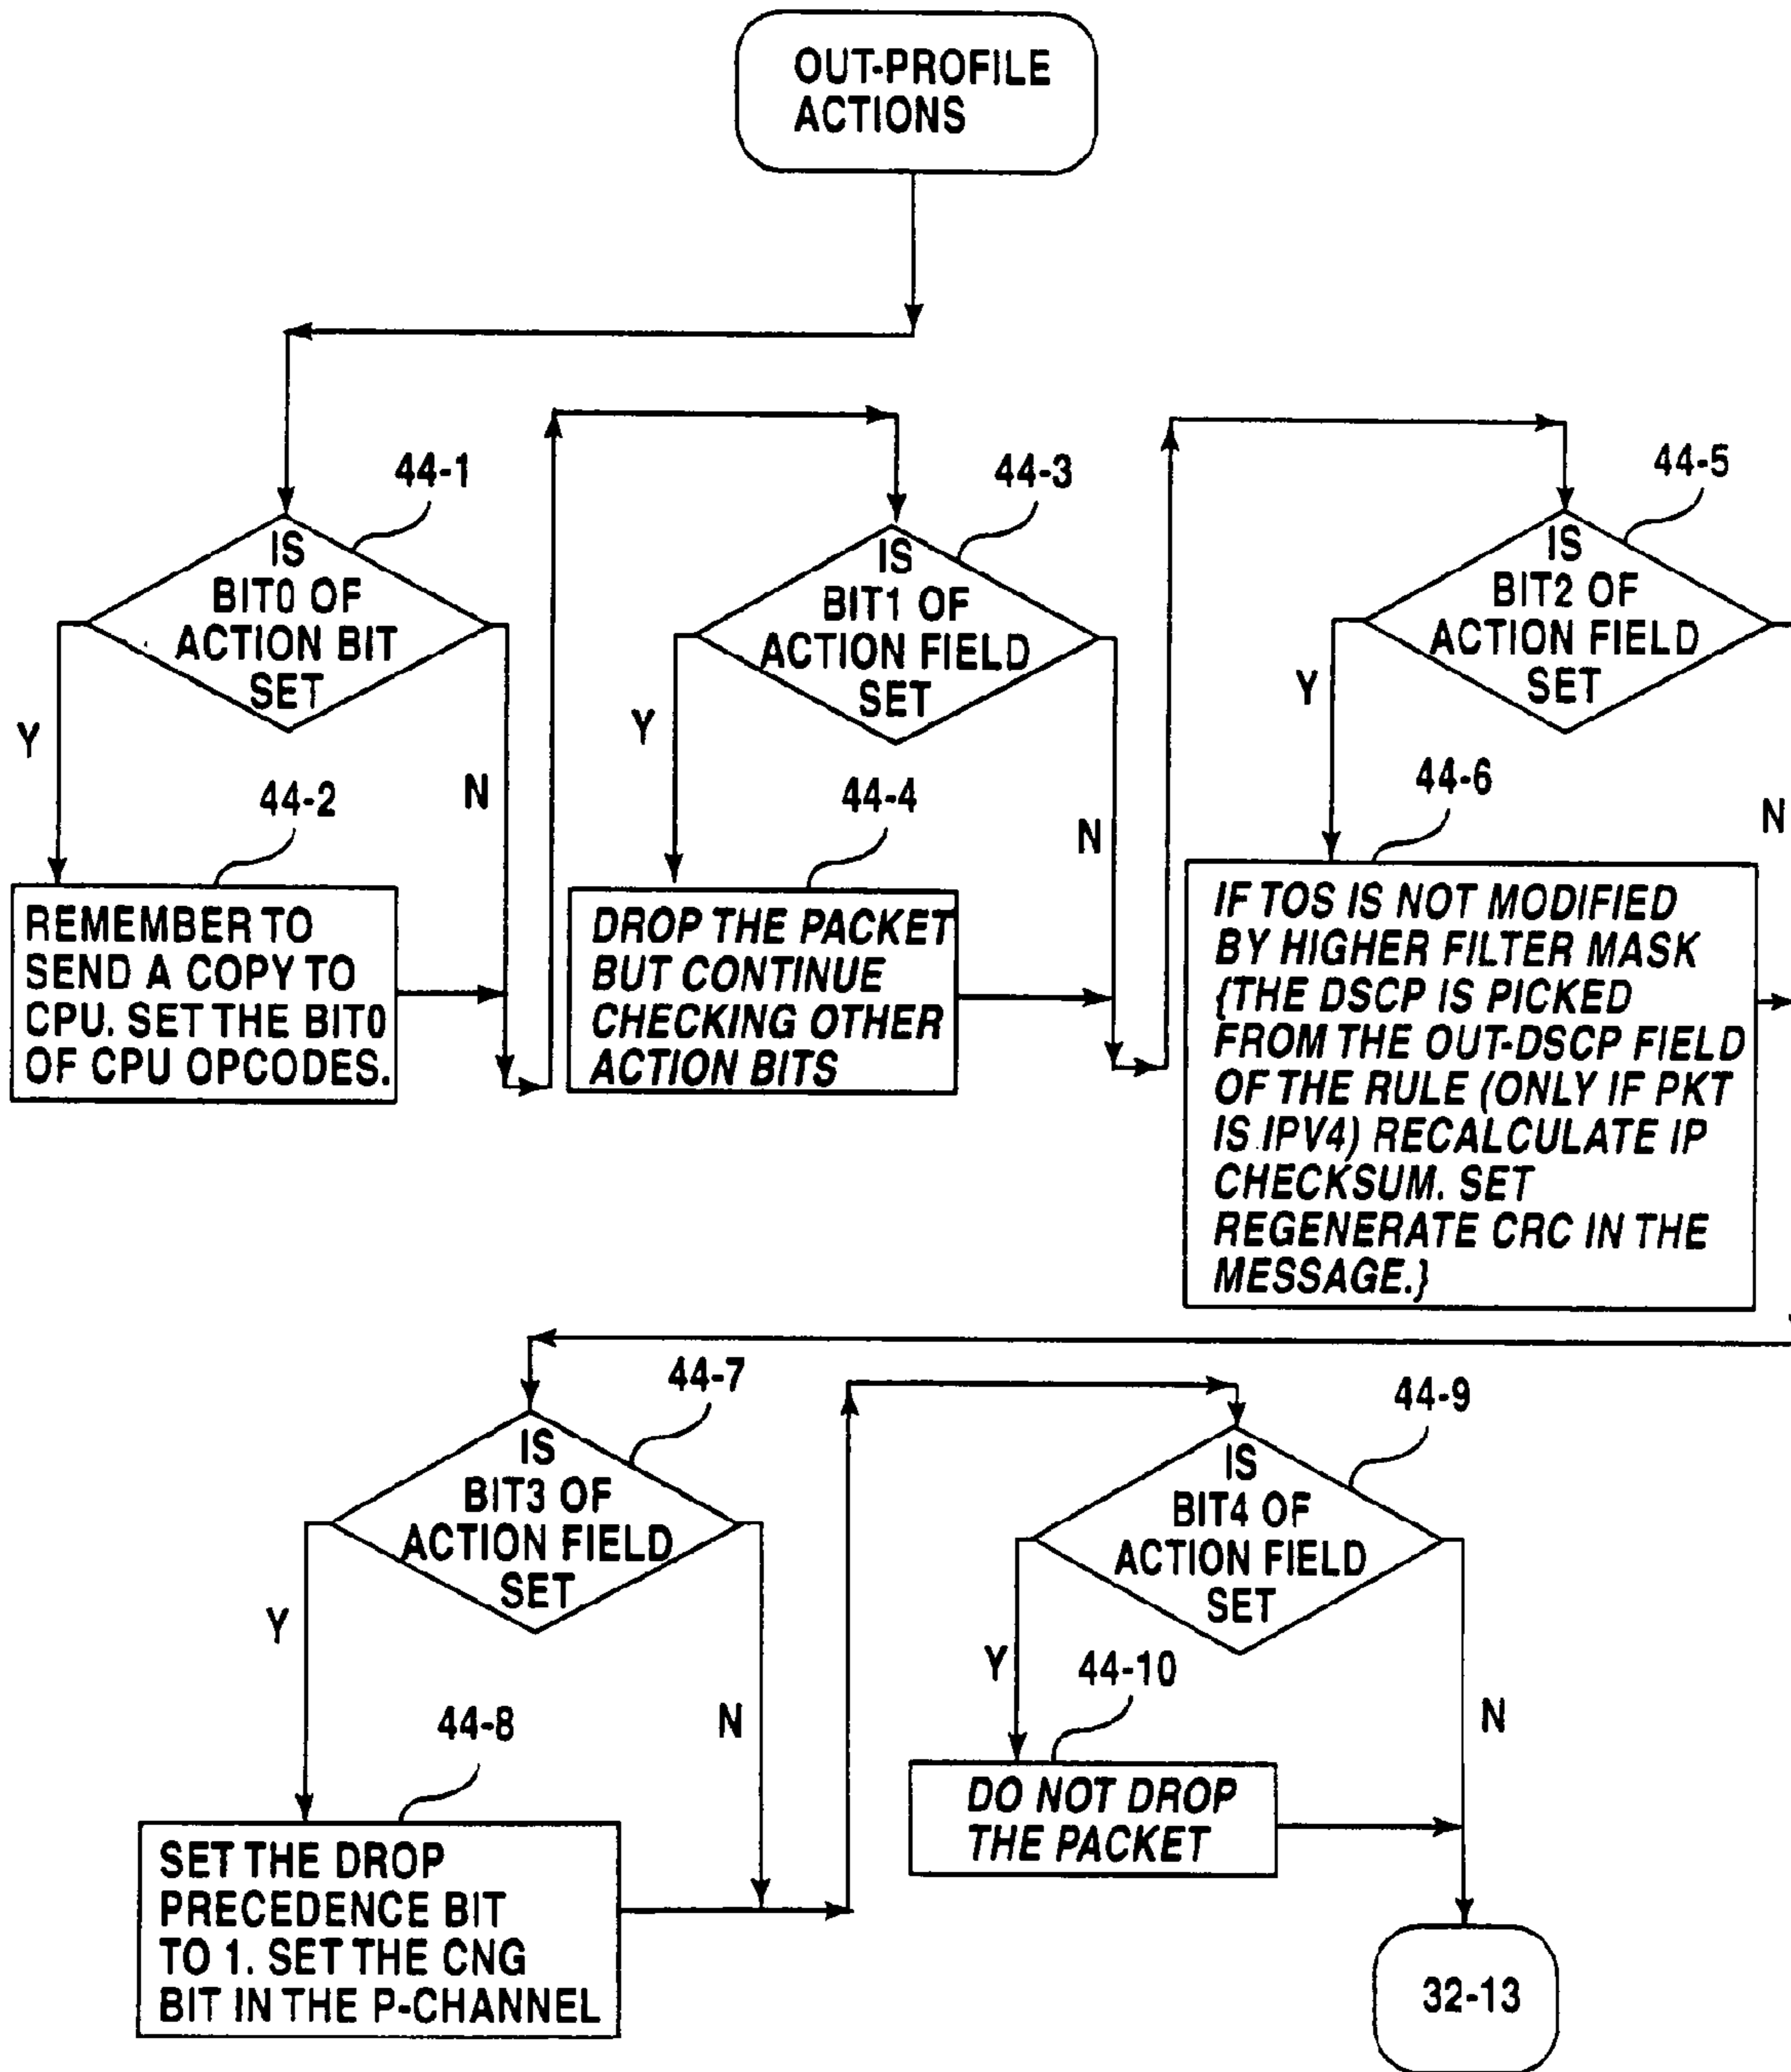 OUT-PROFILE
ACTIONS
44-1
IS
BIT0 OF
ACTION BIT
SET
Y
N
44-2
REMEMBER TO
SEND A COPY TO
CPU. SET THE BIT0
OF CPU OPCODES.
44-3
IS
BIT1 OF
ACTION FIELD
SET
Y
N
44-4
DROP THE PACKET
BUT CONTINUE
CHECKING OTHER
ACTION BITS
44-5
IS
BIT2 OF
ACTION FIELD
SET
Y
N
44-6
IF TOS IS NOT MODIFIED
BY HIGHER FILTER MASK
{THE DSCP IS PICKED
FROM THE OUT-DSCP FIELD
OF THE RULE (ONLY IF PKT
IS IPV4) RECALCULATE IP
CHECKSUM. SET
REGENERATE CRC IN THE
MESSAGE.}
44-7
IS
BIT3 OF
ACTION FIELD
SET
Y
N
44-8
SET THE DROP
PRECEDENCE BIT
TO 1. SET THE CNG
BIT IN THE P-CHANNEL
44-9
IS
BIT4 OF
ACTION FIELD
SET
Y
N
44-10
DO NOT DROP
THE PACKET
32-13